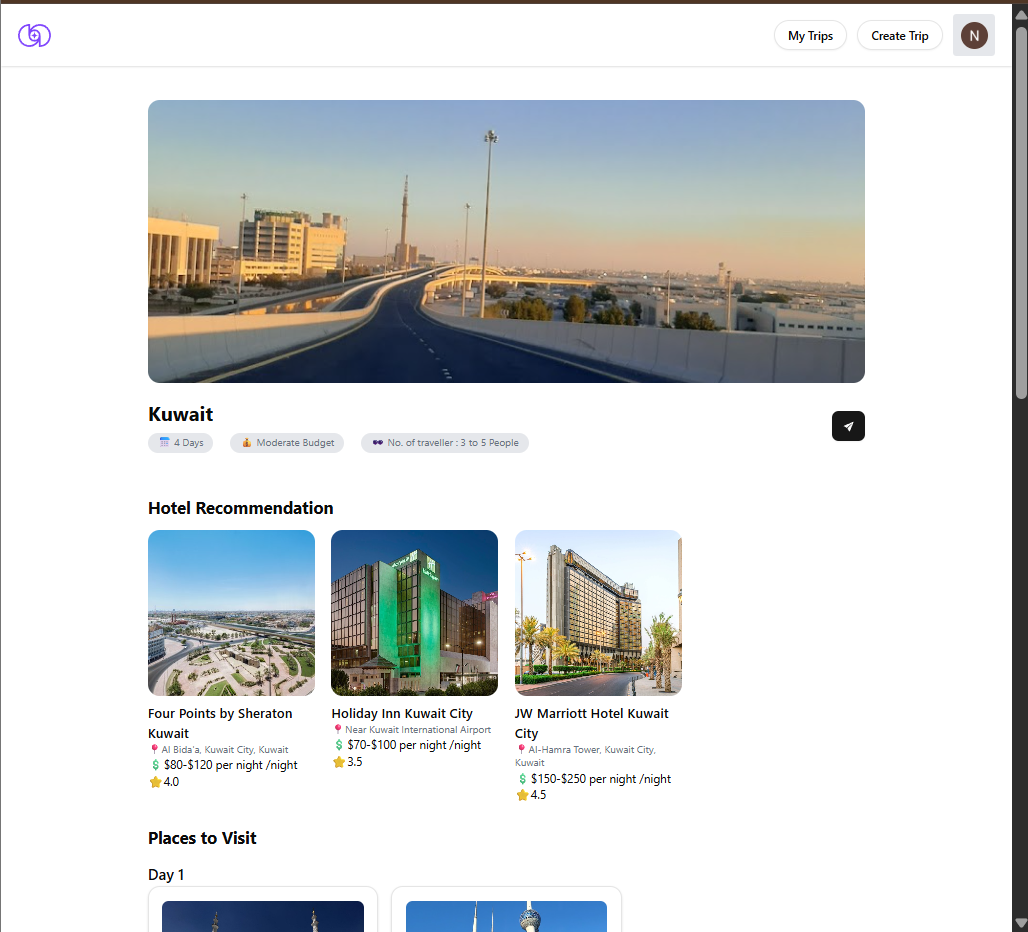 My Trips
Create Trip
N
Kuwait
4 Days
Moderate Budget
No. of traveller : 3 to 5 People
Hotel Recommendation
Four Points by Sheraton
Kuwait
📍 Al Bida'a, Kuwait City, Kuwait
💲 $80-$120 per night /night
⭐ 4.0
Holiday Inn Kuwait City
📍 Near Kuwait International Airport
💲 $70-$100 per night /night
⭐ 3.5
JW Marriott Hotel Kuwait
City
📍 Al-Hamra Tower, Kuwait City,
Kuwait
💲 $150-$250 per night /night
⭐ 4.5
Places to Visit
Day 1